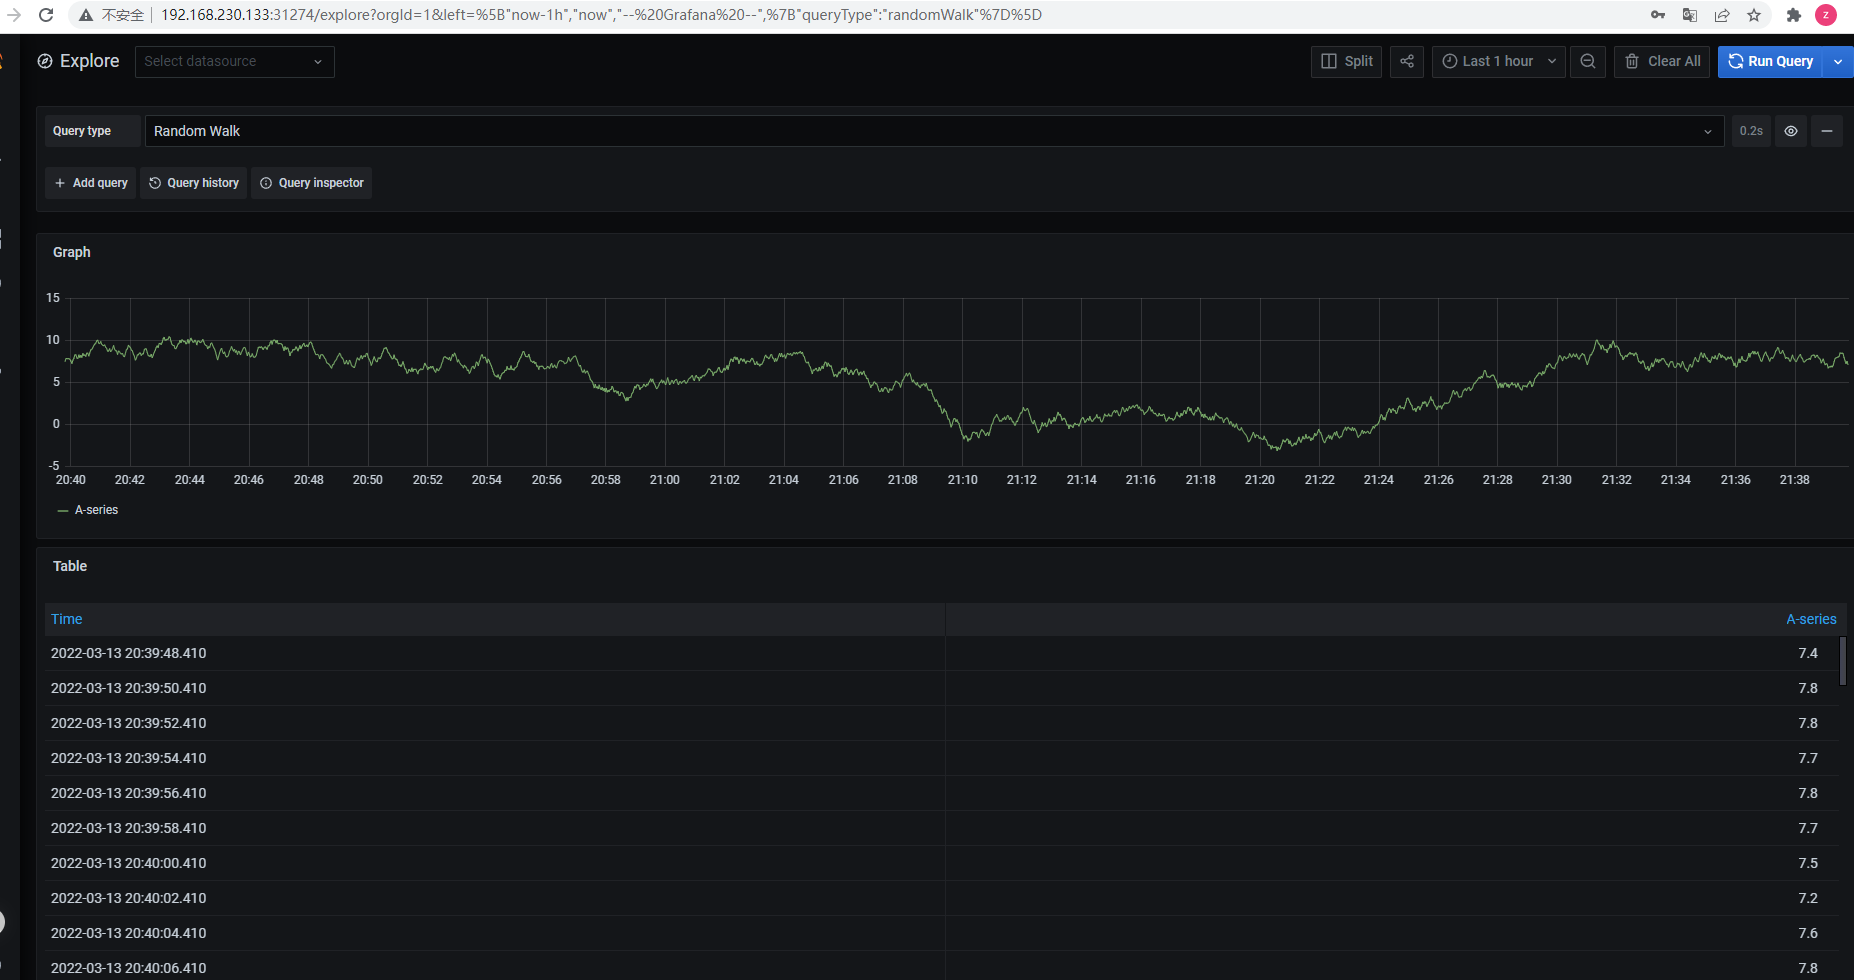 不安全 192.168.230.133:31274/explore?orgId=1&left=%5B"now-1h","now","--%20Grafana%20--",%7B"queryType":"randomWalk"%7D%5D z
Explore Select datasource Split Last 1 hour Clear All Run Query
Query type Random Walk 0.2s
Add query Query history Query inspector
Graph
15
10
5
0
-5
20:40 20:42 20:44 20:46 20:48 20:50 20:52 20:54 20:56 20:58 21:00 21:02 21:04 21:06 21:08 21:10 21:12 21:14 21:16 21:18 21:20 21:22 21:24 21:26 21:28 21:30 21:32 21:34 21:36 21:38
A-series
Table
Time A-series
2022-03-13 20:39:48.410 7.4
2022-03-13 20:39:50.410 7.8
2022-03-13 20:39:52.410 7.8
2022-03-13 20:39:54.410 7.7
2022-03-13 20:39:56.410 7.8
2022-03-13 20:39:58.410 7.7
2022-03-13 20:40:00.410 7.5
2022-03-13 20:40:02.410 7.2
2022-03-13 20:40:04.410 7.6
2022-03-13 20:40:06.410 7.8